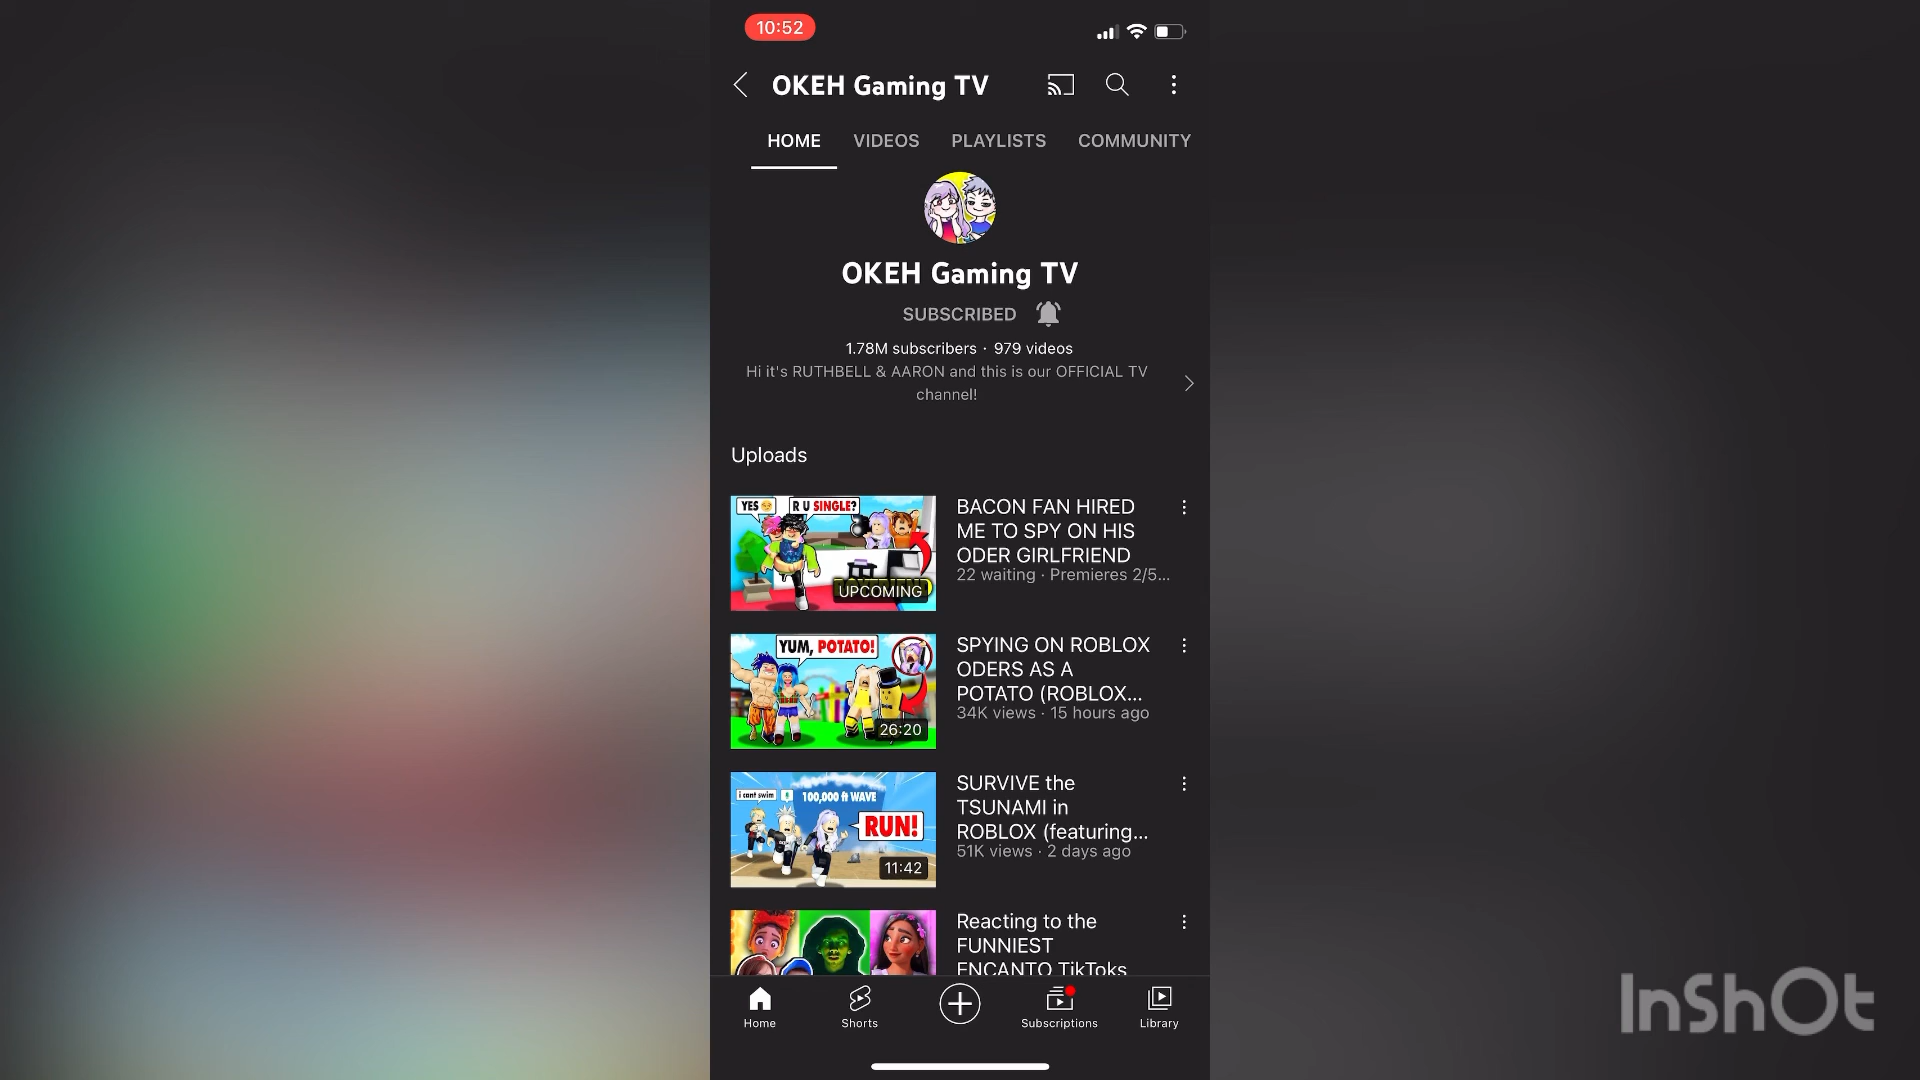 10:52
OKEH Gaming TV
HOME VIDEOS PLAYLISTS COMMUNITY
OKEH Gaming TV
SUBSCRIBED
1.78M subscribers · 979 videos
Hi it's RUTHBELL & AARON and this is our OFFICIAL TV
channel!
Uploads
YES R U SINGLE?
UPCOMING
BACON FAN HIRED
ME TO SPY ON HIS
ODER GIRLFRIEND
22 waiting · Premieres 2/5...
YUM, POTATO!
26:20
SPYING ON ROBLOX
ODERS AS A
POTATO (ROBLOX...
34K views · 15 hours ago
i cant swim 100,000 ft WAVE
RUN!
11:42
SURVIVE the
TSUNAMI in
ROBLOX (featuring...
51K views · 2 days ago
Reacting to the
FUNNIEST
ENCANTO TikToks
Home Shorts Subscriptions Library
InShOt